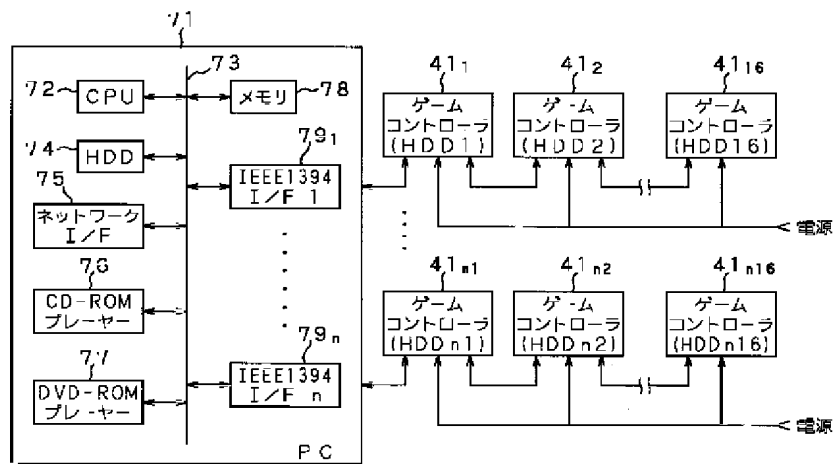 71
73
72
CPU
メモリ
78
74
HDD
79₁
75
IEEE1394
I/F 1
ネットワーク
I/F
76
CD-ROM
プレーヤー
77
DVD-ROM
プレーヤー
79ₙ
IEEE1394
I/F n
PC
41₁
41₂
41₁₆
ゲーム
コントローラ
(HDD1)
ゲーム
コントローラ
(HDD2)
ゲーム
コントローラ
(HDD16)
電源
41ₙ₁
41ₙ₂
41ₙ₁₆
ゲーム
コントローラ
(HDDn1)
ゲーム
コントローラ
(HDDn2)
ゲーム
コントローラ
(HDDn16)
電源